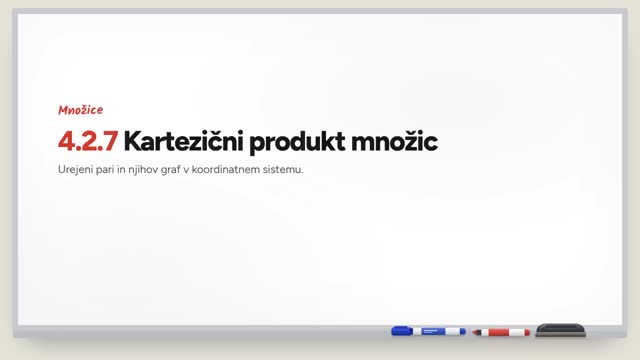 Množice
4.2.7 Kartezični produkt množic
Urejeni pari in njihov graf v koordinatnem sistemu.